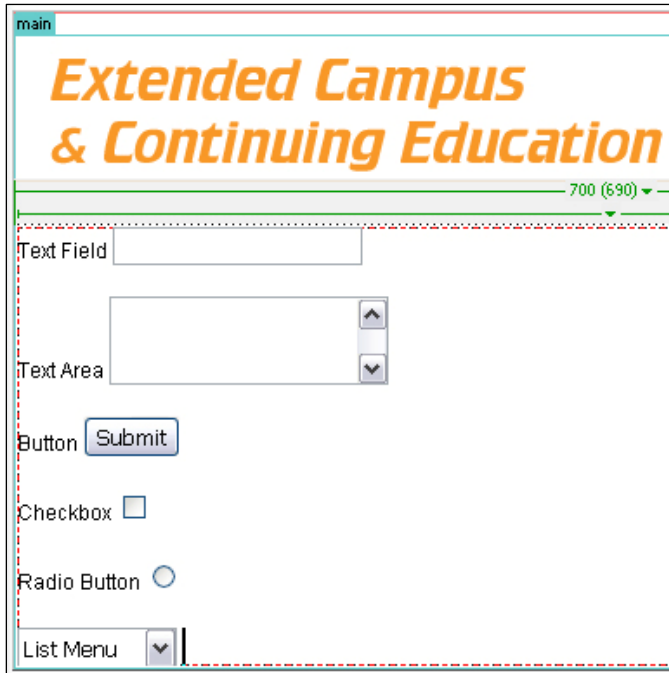 main
Extended Campus
& Continuing Education
700 (690)
Text Field
Text Area
Button Submit
Checkbox
Radio Button
List Menu